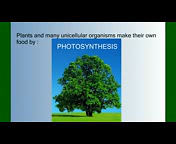 Plants and many unicellular organisms make their own
food by :
PHOTOSYNTHESIS